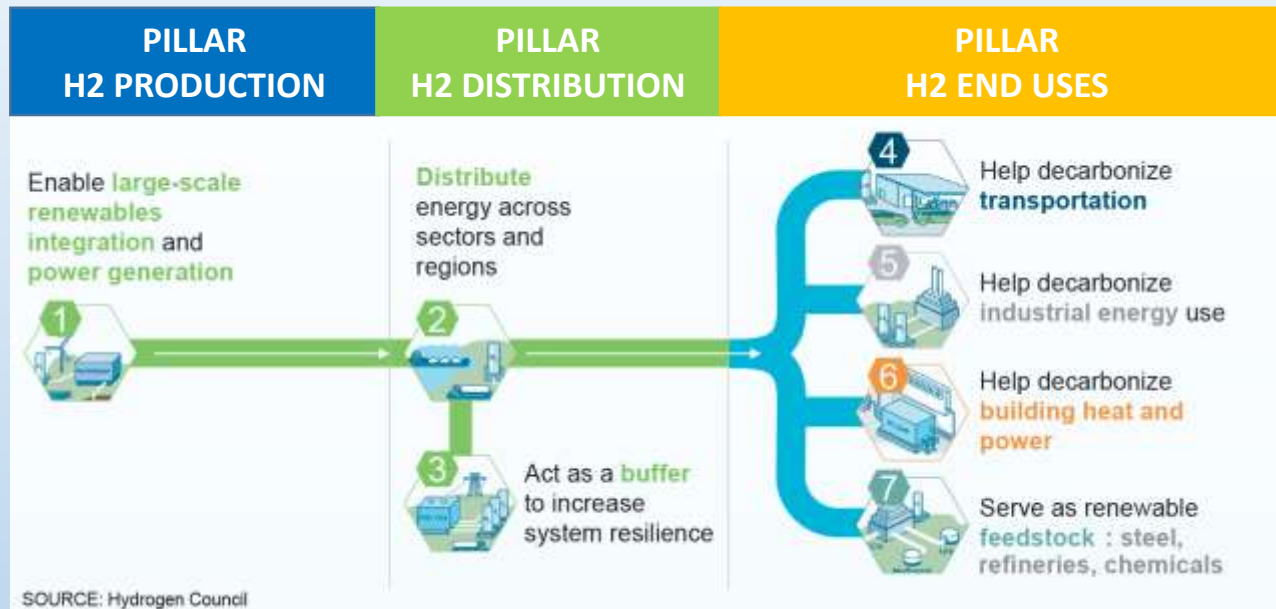 PILLAR
H2 PRODUCTION
PILLAR
H2 DISTRIBUTION
PILLAR
H2 END USES
Enable large-scale
renewables
integration and
power generation
1
Distribute
energy across
sectors and
regions
2
3
Act as a buffer
to increase
system resilience
4
Help decarbonize
transportation
5
Help decarbonize
industrial energy use
6
Help decarbonize
building heat and
power
7
Serve as renewable
feedstock : steel,
refineries, chemicals
SOURCE: Hydrogen Council